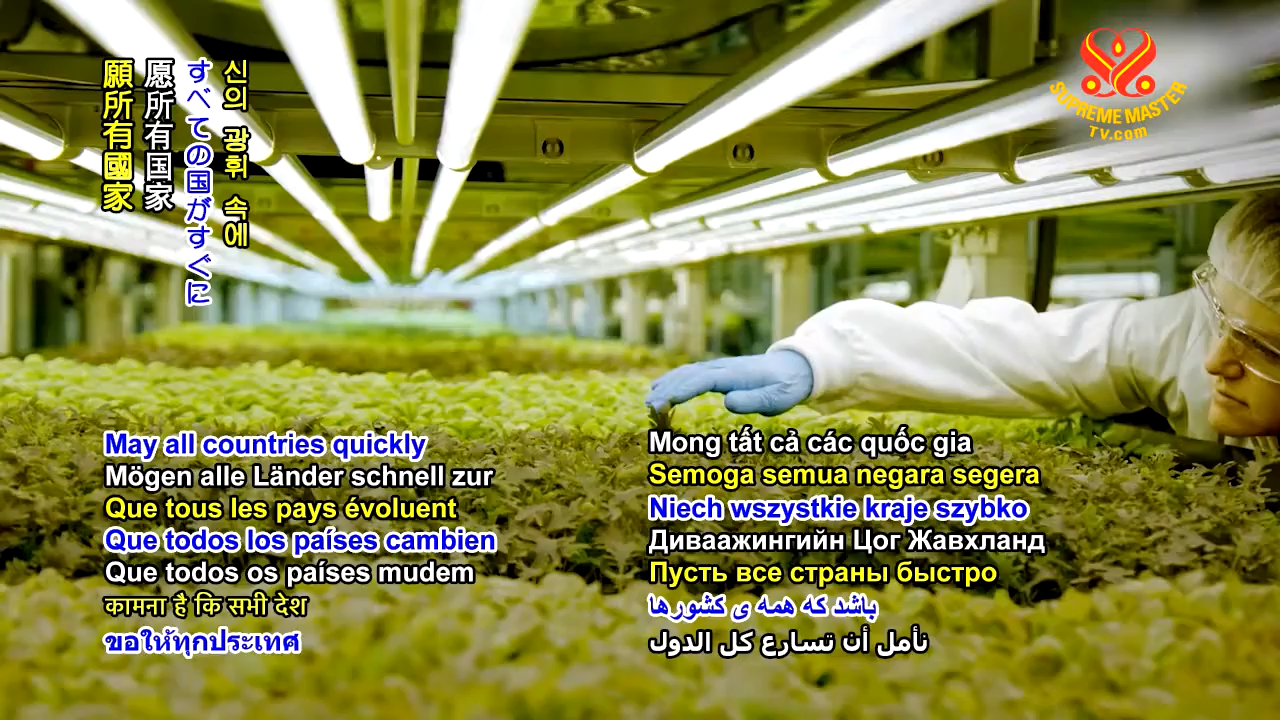 願所有國家
愿所有国家
すべての国がすぐに
신의 광휘 속에
SUPREME MASTER
TV.com
May all countries quickly
Mögen alle Länder schnell zur
Que tous les pays évoluent
Que todos los países cambien
Que todos os países mudem
कामना है कि सभी देश
ขอให้ทุกประเทศ
Mong tất cả các quốc gia
Semoga semua negara segera
Niech wszystkie kraje szybko
Диваажингийн Цог Жавхланд
Пусть все страны быстро
باشد که همه ی کشورها
نأمل أن تسارع كل الدول